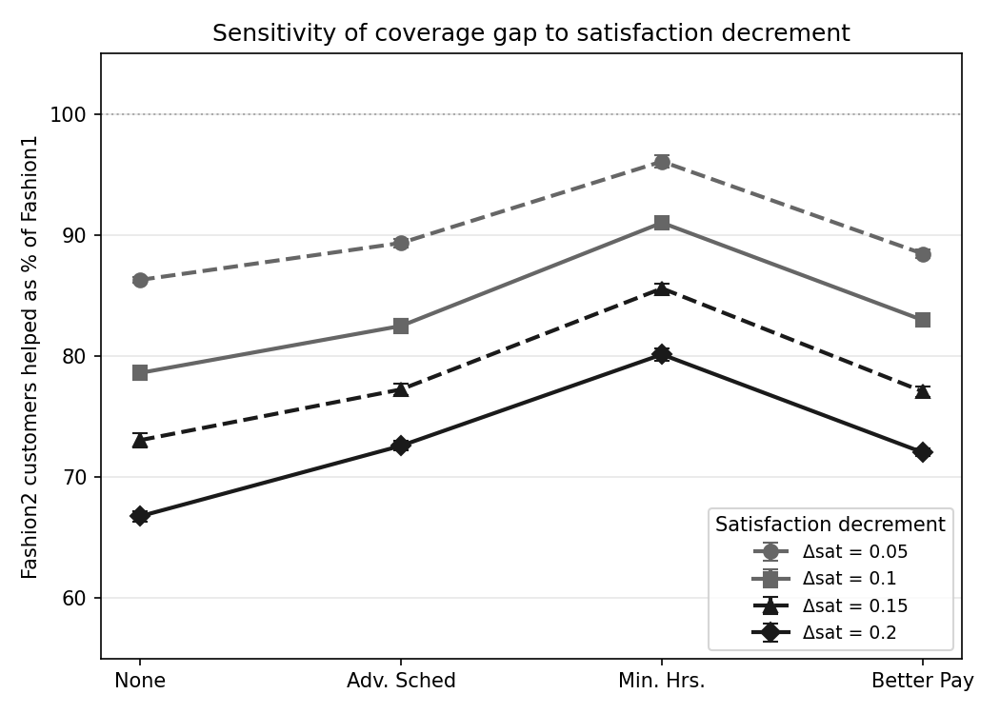 Sensitivity of coverage gap to satisfaction decrement
Fashion2 customers helped as % of Fashion1
100
90
80
70
60
None
Adv. Sched
Min. Hrs.
Better Pay
Satisfaction decrement
Δsat = 0.05
Δsat = 0.1
Δsat = 0.15
Δsat = 0.2